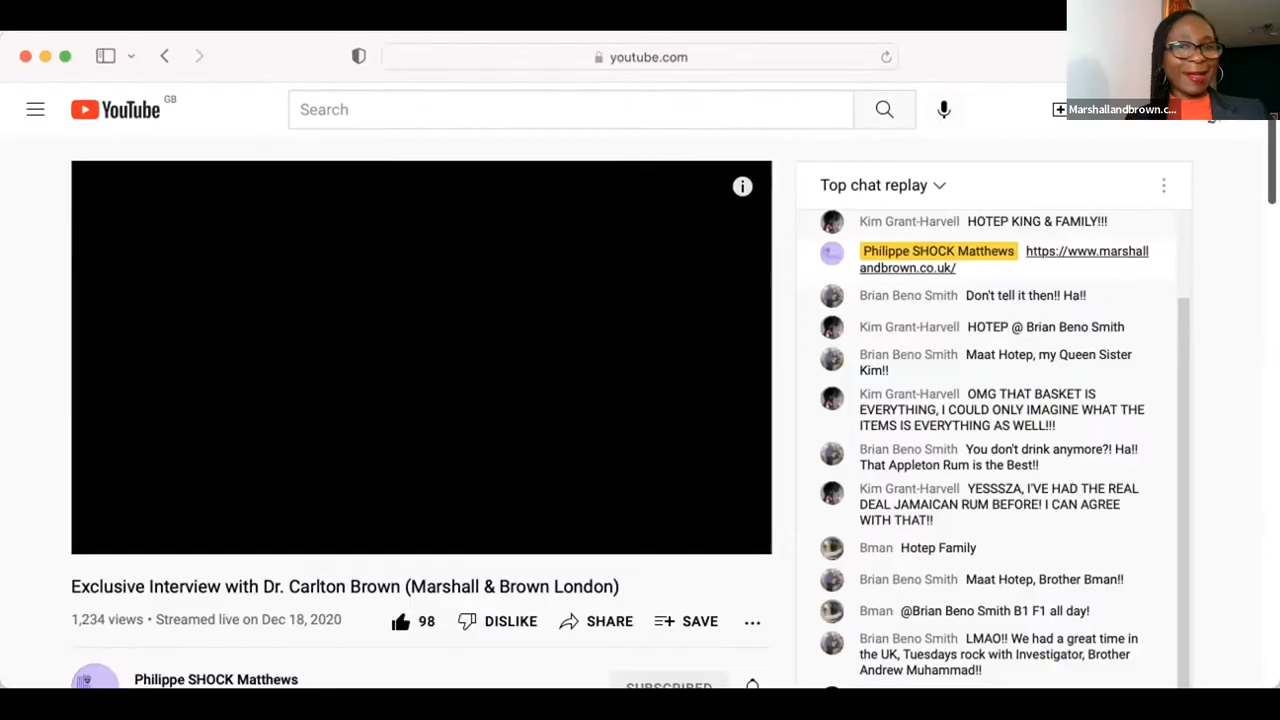 youtube.com
Marshallandbrown.c...
YouTube GB
Search
Top chat replay
Kim Grant-Harvell HOTEP KING & FAMILY!!!
Philippe SHOCK Matthews https://www.marshall
andbrown.co.uk/
Brian Beno Smith Don't tell it then!! Ha!!
Kim Grant-Harvell HOTEP @ Brian Beno Smith
Brian Beno Smith Maat Hotep, my Queen Sister
Kim!!
Kim Grant-Harvell OMG THAT BASKET IS
EVERYTHING, I COULD ONLY IMAGINE WHAT THE
ITEMS IS EVERYTHING AS WELL!!!
Brian Beno Smith You don't drink anymore?! Ha!!
That Appleton Rum is the Best!!
Kim Grant-Harvell YESSSZA, I'VE HAD THE REAL
DEAL JAMAICAN RUM BEFORE! I CAN AGREE
WITH THAT!!
Bman Hotep Family
Brian Beno Smith Maat Hotep, Brother Bman!!
Bman @Brian Beno Smith B1 F1 all day!
Brian Beno Smith LMAO!! We had a great time in
the UK, Tuesdays rock with Investigator, Brother
Andrew Muhammad!!
Exclusive Interview with Dr. Carlton Brown (Marshall & Brown London)
1,234 views • Streamed live on Dec 18, 2020
98 DISLIKE SHARE SAVE ...
Philippe SHOCK Matthews
SUBSCRIBED